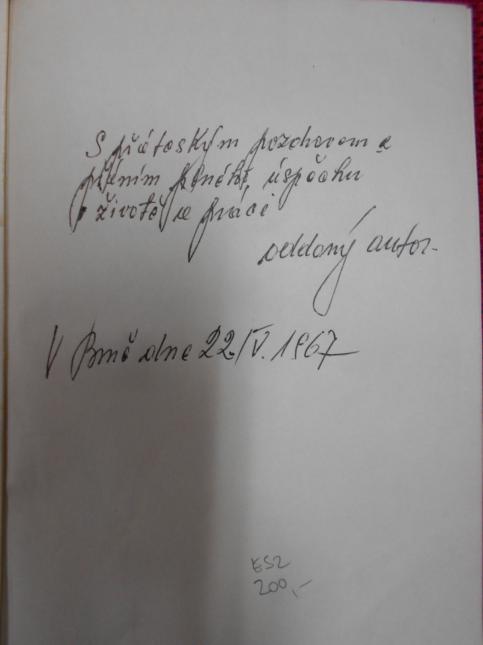 S přátelským pozdravem a
přáním plného úspěchu
v životě a práci
oddaný autor.
V Brně dne 22/V. 1967
ES2
200,-